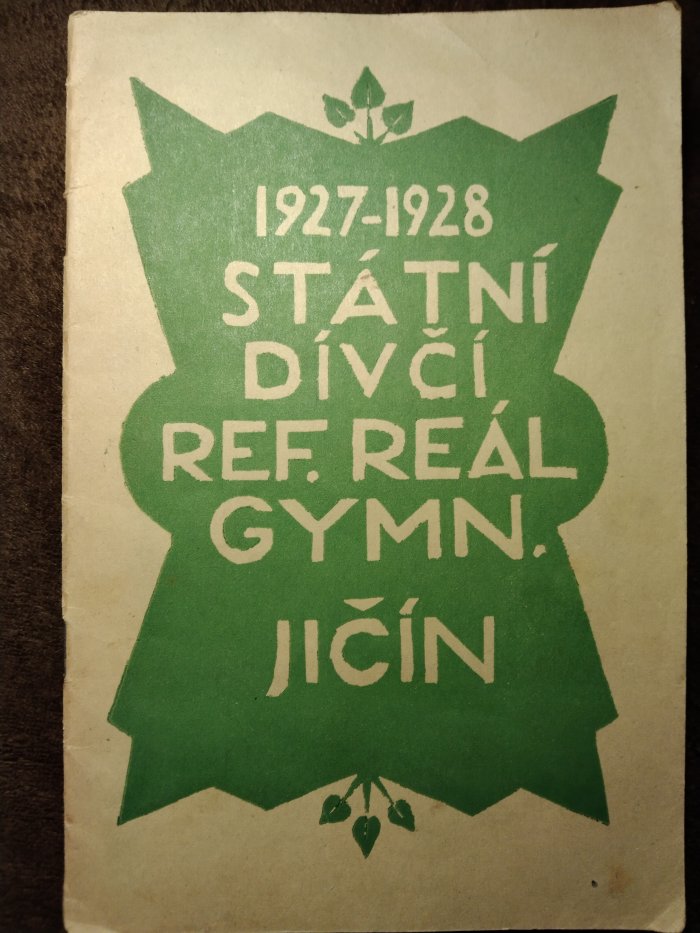 1927-1928
STÁTNÍ
DÍVČÍ
REF. REÁL
GYMN.
JIČÍN